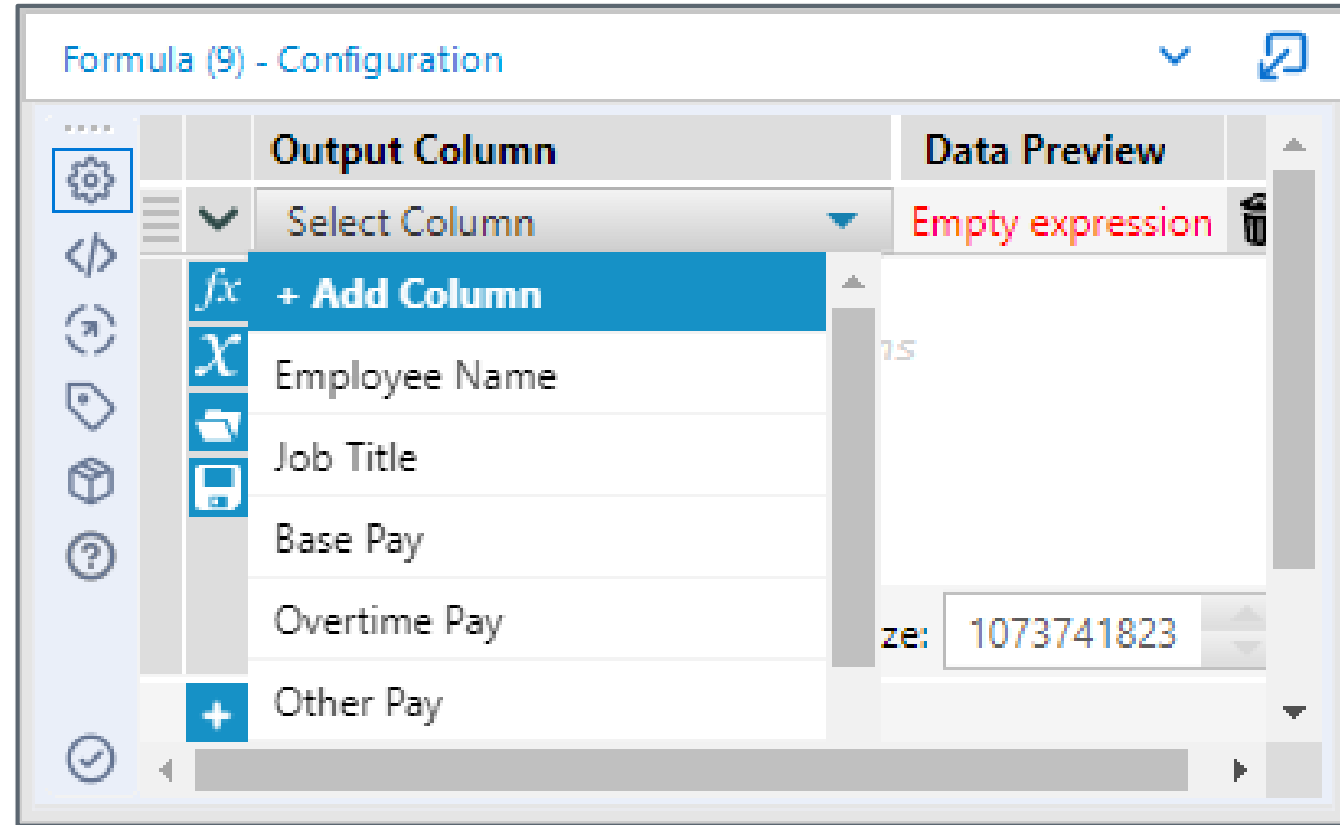 Formula (9) - Configuration
Output Column Data Preview
Select Column Empty expression
fx + Add Column
X
Employee Name
Job Title
Base Pay
Overtime Pay
ze: 1073741823
Other Pay